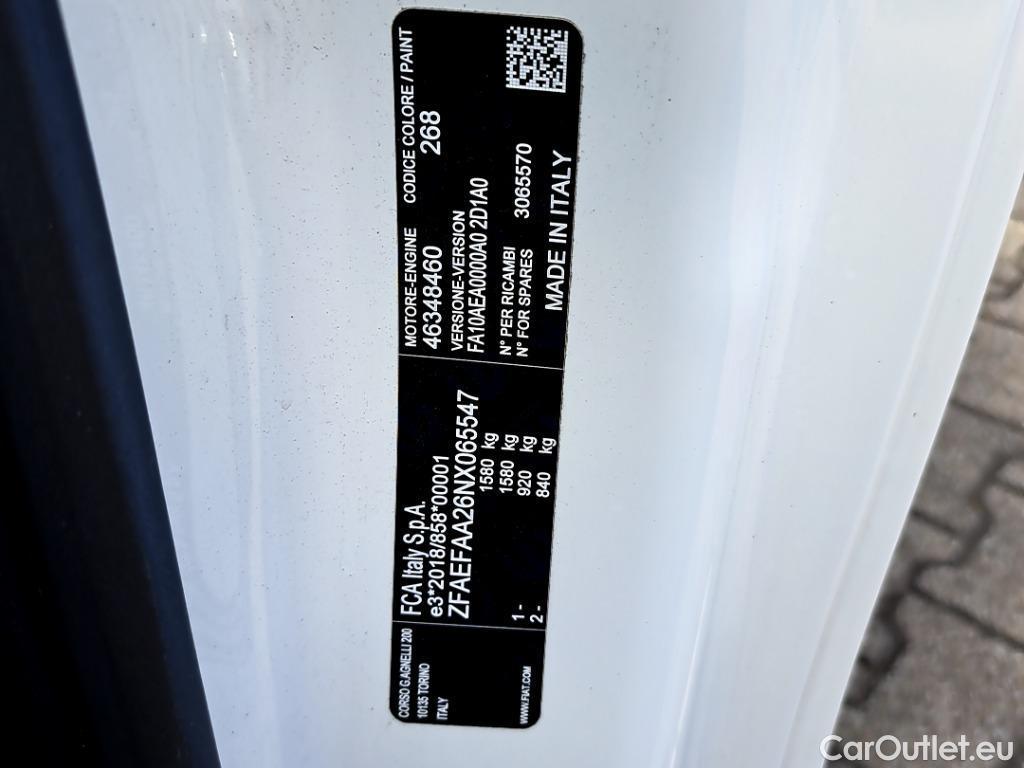 CORSO G.AGNELLI 200
10135 TORINO
ITALY
WWW.FIAT.COM
FCA Italy S.p.A.
e3*2018/858*00001
ZFAEFAA26NX065547
1580 kg
1580 kg
1 - 920 kg
2 - 840 kg
MOTORE-ENGINE CODICE COLORE / PAINT
46348460 268
VERSIONE-VERSION
FA10AEA0000A0 2D1A0
N° PER RICAMBI
N° FOR SPARES 3065570
MADE IN ITALY
CarOutlet.eu